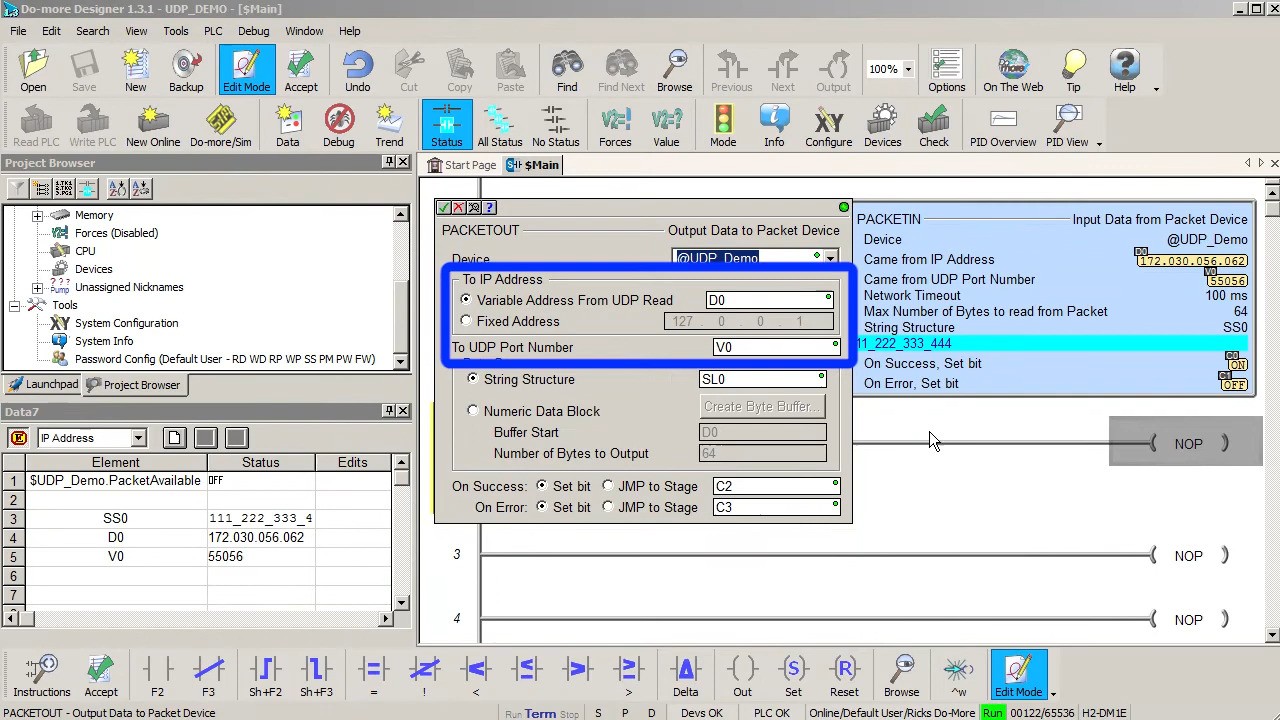 Do-more Designer 1.3.1 - UDP_DEMO - [$Main]
File Edit Search View Tools PLC Debug Window Help
Open Save New Backup Edit Mode Accept Undo Cut Copy Paste Find Find Next Browse Previous Next Output 100% Options On The Web Tip Help
Read PLC Write PLC New Online Do-more/Sim Data Debug Trend Status All Status No Status Forces Value Mode Info Configure Devices Check PID Overview PID View
Project Browser
Start Page $Main
Memory
Forces (Disabled)
CPU
Devices
Unassigned Nicknames
Tools
System Configuration
System Info
Password Config (Default User - RD WD RP WP SS PM PW FW)
Launchpad Project Browser
Data7
IP Address
Element Status Edits
1 $UDP_Demo.PacketAvailable OFF
2
3 SS0 111_222_333_4
4 D0 172.030.056.062
5 V0 55056
6
7
PACKETOUT Output Data to Packet Device
Device @UDP_Demo
To IP Address
Variable Address From UDP Read D0
Fixed Address 127 . 0 . 0 . 1
To UDP Port Number V0
String Structure SL0
Numeric Data Block Create Byte Buffer...
Buffer Start D0
Number of Bytes to Output 64
On Success: Set bit JMP to Stage C2
On Error: Set bit JMP to Stage C3
PACKETIN Input Data from Packet Device
Device @UDP_Demo
D0
Came from IP Address 172.030.056.062
V0
Came from UDP Port Number 55056
Network Timeout 100 ms
Max Number of Bytes to read from Packet 64
String Structure SS0
11_222_333_444
C0
On Success, Set bit ON
C1
On Error, Set bit OFF
NOP
3 NOP
4 NOP
Instructions Accept F2 F3 Sh+F2 Sh+F3 = ! < > Delta Out Set Reset Browse ^w Edit Mode
PACKETOUT - Output Data to Packet Device Run Term Stop S P D Devs OK PLC OK Online/Default User/Ricks Do-More Run 00122/65536 H2-DM1E